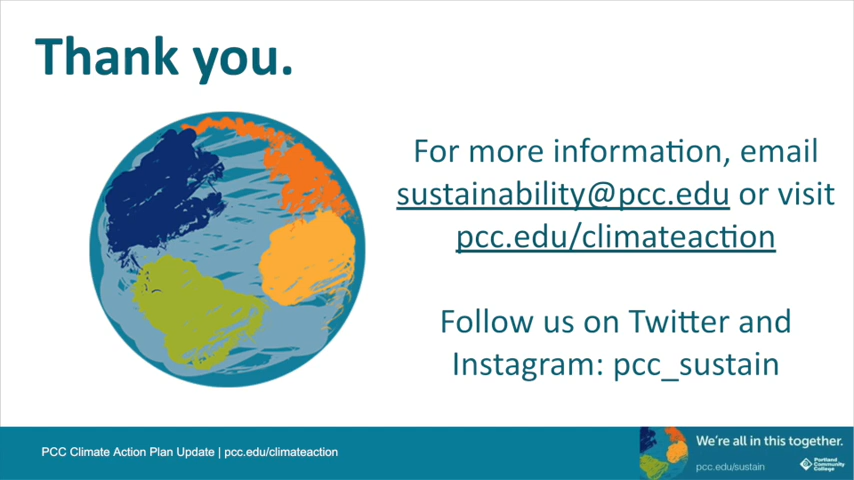 Thank you.
For more information, email
sustainability@pcc.edu or visit
pcc.edu/climateaction
Follow us on Twitter and
Instagram: pcc_sustain
PCC Climate Action Plan Update | pcc.edu/climateaction
We're all in this together.
pcc.edu/sustain
Portland
Community
College